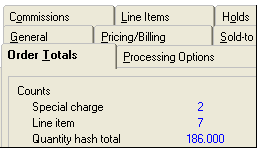 Commissions Line Items Holds
General Pricing/Billing Sold-to
Order Totals Processing Options
Counts
Special charge 2
Line item 7
Quantity hash total 186.000